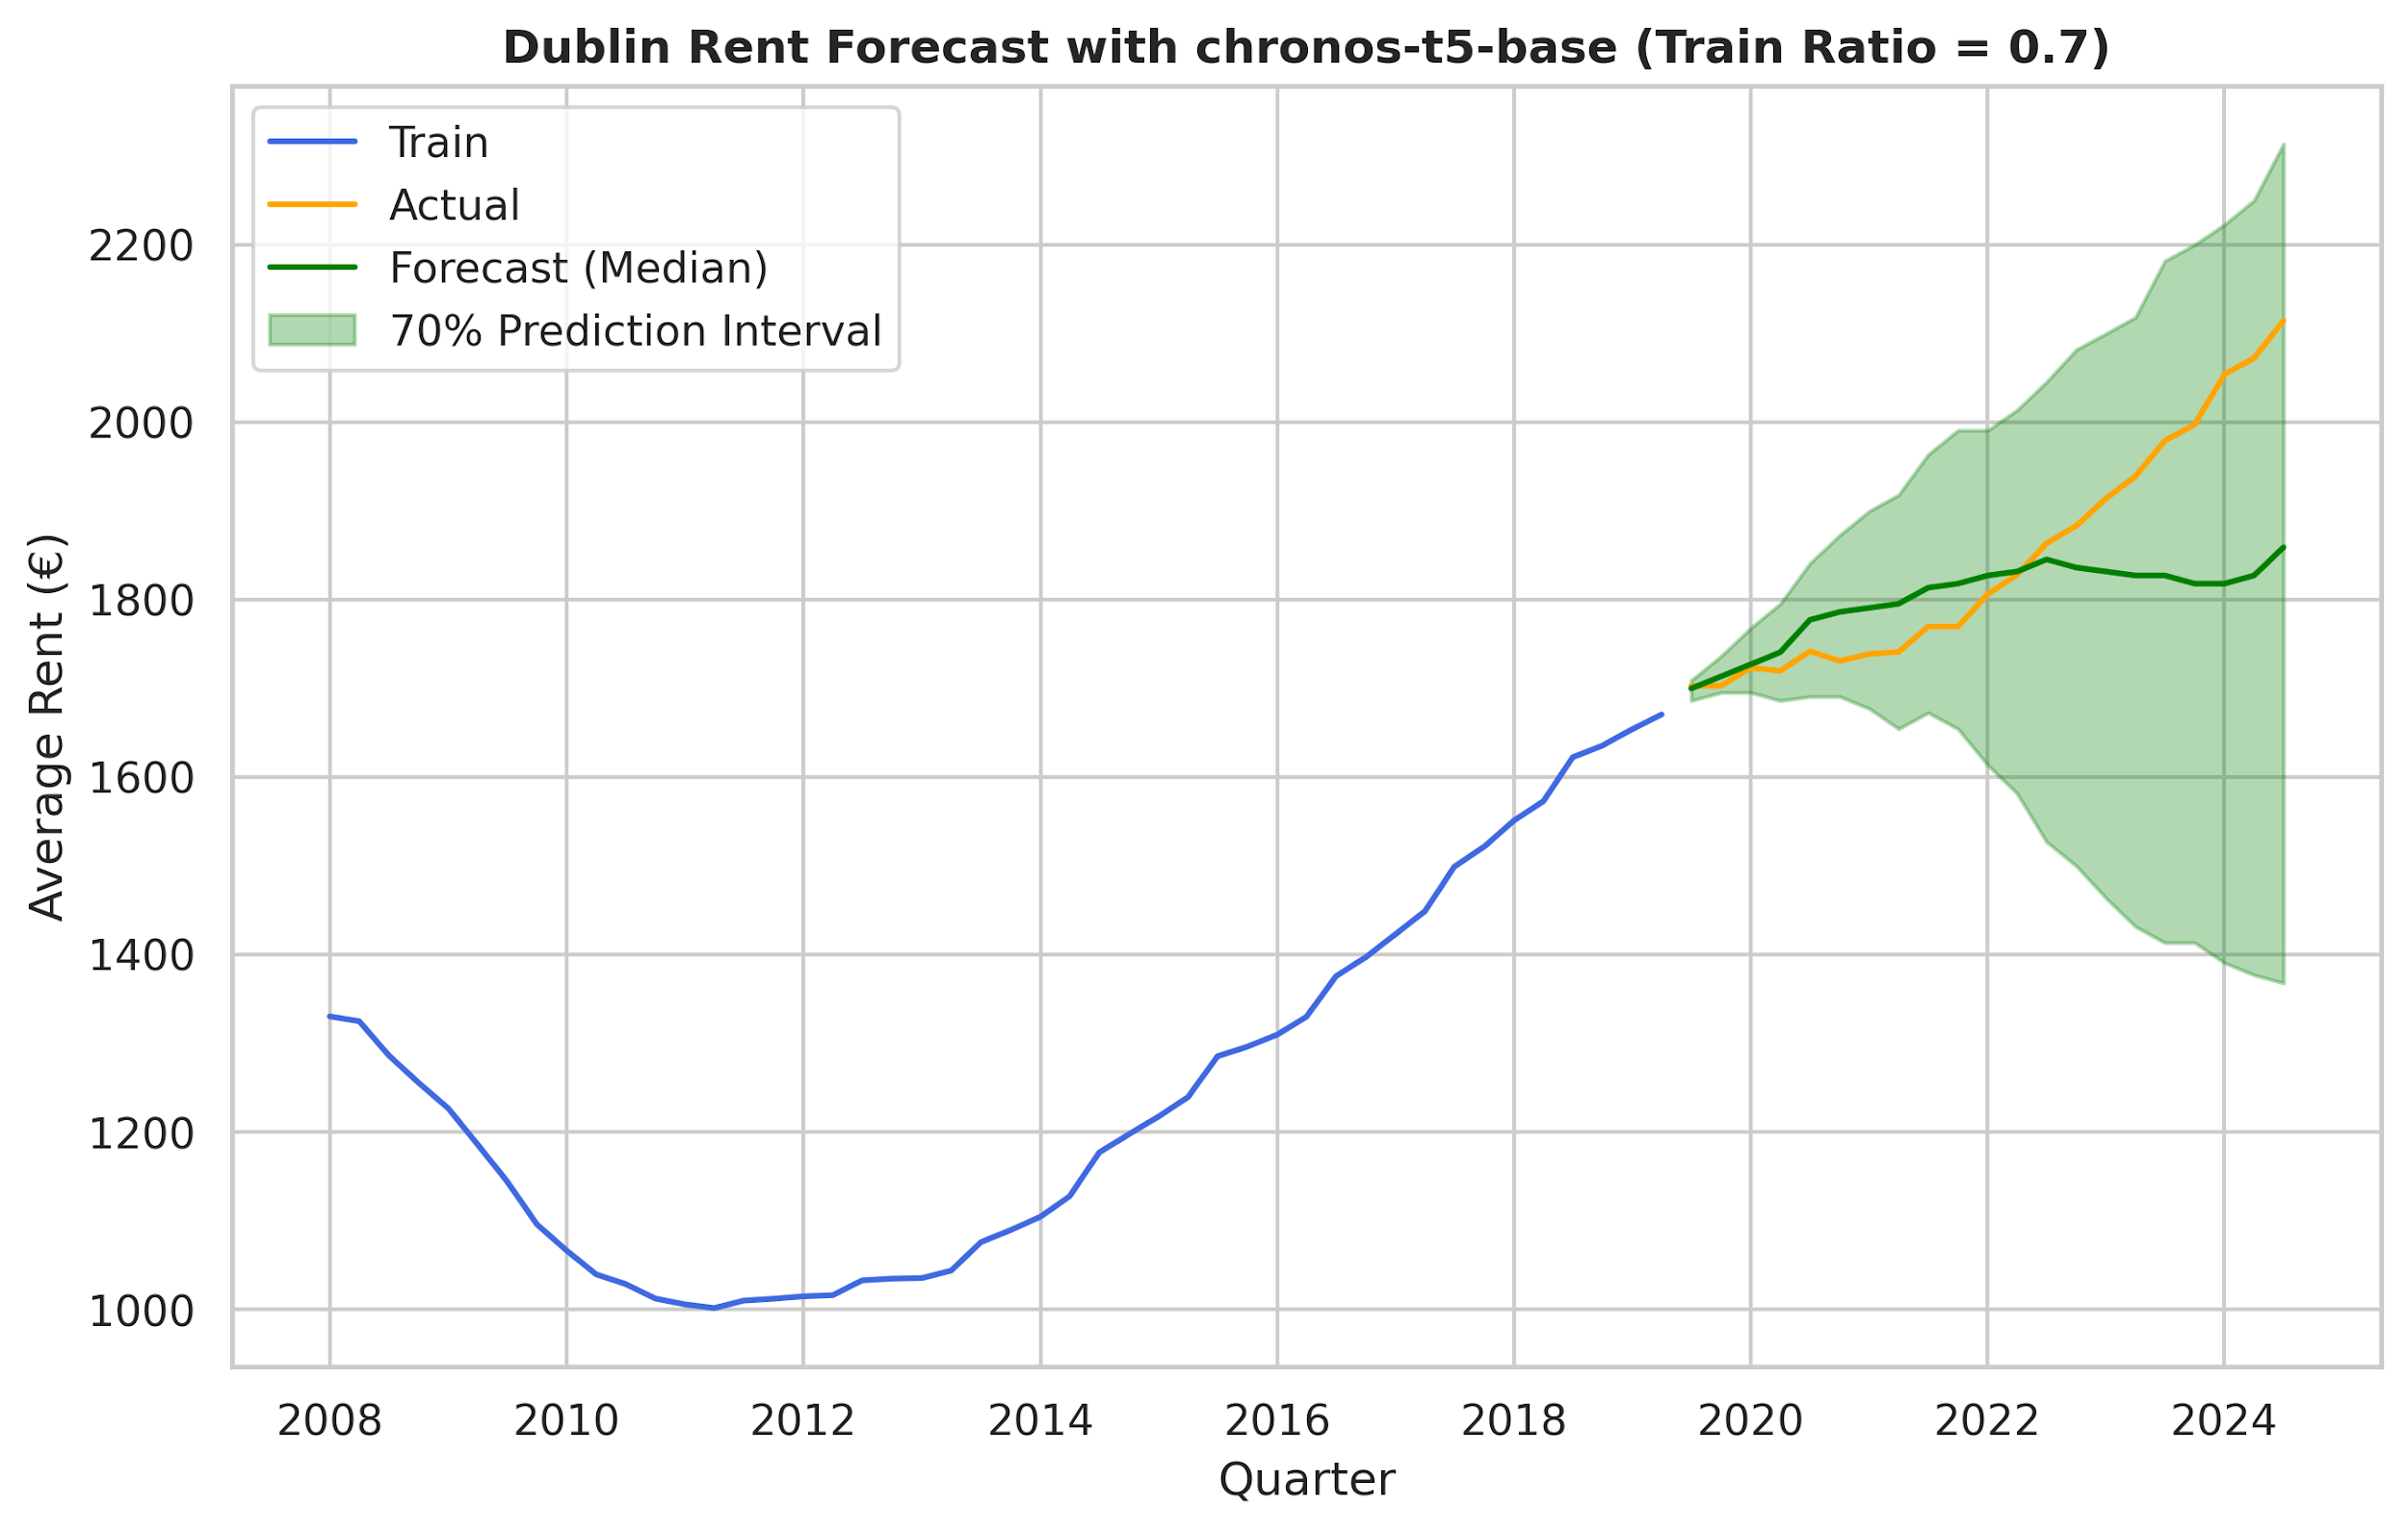 Dublin Rent Forecast with chronos-t5-base (Train Ratio = 0.7)
Train
Actual
Forecast (Median)
70% Prediction Interval
Average Rent (€)
2200
2000
1800
1600
1400
1200
1000
2008 2010 2012 2014 2016 2018 2020 2022 2024
Quarter